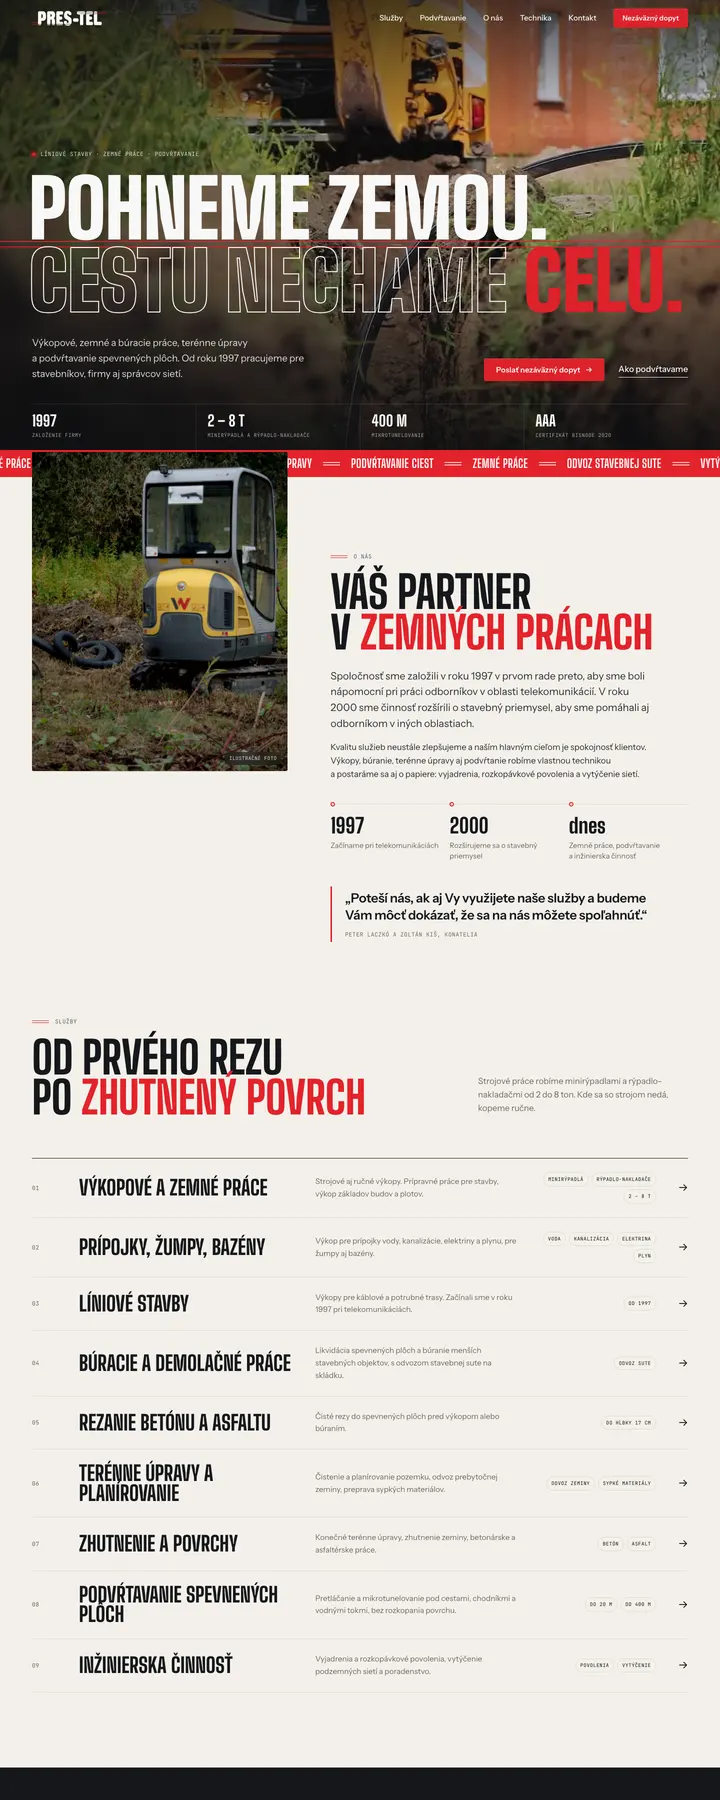 PRES-TEL
Služby Podvŕtavanie O nás Technika Kontakt Nezáväzný dopyt
LÍNIOVÉ STAVBY · ZEMNÉ PRÁCE · PODVŔTAVANIE
POHNEME ZEMOU.
CESTU NECHÁME CELÚ.
Výkopové, zemné a búracie práce, terénne úpravy
a podvŕtavanie spevnených plôch. Od roku 1997 pracujeme pre
stavebníkov, firmy aj správcov sietí.
Poslať nezáväzný dopyt →
Ako podvŕtavame
1997
ZALOŽENIE FIRMY
2 – 8 T
MINIRÝPADLÁ A RÝPADLO-NAKLADAČE
400 M
MIKROTUNELOVANIE
AAA
CERTIFIKÁT BISNODE 2020
É PRÁCE
PRAVY PODVŔTAVANIE CIEST ZEMNÉ PRÁCE ODVOZ STAVEBNEJ SUTE VYTÝ
ILUSTRAČNÉ FOTO
O NÁS
VÁŠ PARTNER
V ZEMNÝCH PRÁCACH
Spoločnosť sme založili v roku 1997 v prvom rade preto, aby sme boli
nápomocní pri práci odborníkov v oblasti telekomunikácií. V roku
2000 sme činnosť rozšírili o stavebný priemysel, aby sme pomáhali aj
odborníkom v iných oblastiach.
Kvalitu služieb neustále zlepšujeme a naším hlavným cieľom je spokojnosť klientov.
Výkopy, búranie, terénne úpravy aj podvŕtanie robíme vlastnou technikou
a postaráme sa aj o papiere: vyjadrenia, rozkopávkové povolenia a vytýčenie sietí.
1997
Začíname pri telekomunikáciách
2000
Rozširujeme sa o stavebný
priemysel
dnes
Zemné práce, podvŕtavanie
a inžinierska činnosť
„Poteší nás, ak aj Vy využijete naše služby a budeme
Vám môcť dokázať, že sa na nás môžete spoľahnúť.“
PETER LACZKÓ A ZOLTÁN KIŠ, KONATELIA
SLUŽBY
OD PRVÉHO REZU
PO ZHUTNENÝ POVRCH
Strojové práce robíme minirýpadlami a rýpadlo-
nakladačmi od 2 do 8 ton. Kde sa so strojom nedá,
kopeme ručne.
01
VÝKOPOVÉ A ZEMNÉ PRÁCE
Strojové aj ručné výkopy. Prípravné práce pre stavby,
výkop základov budov a plotov.
MINIRÝPADLÁ RÝPADLO-NAKLADAČE
2 – 8 T
→
02
PRÍPOJKY, ŽUMPY, BAZÉNY
Výkop pre prípojky vody, kanalizácie, elektriny a plynu, pre
žumpy aj bazény.
VODA KANALIZÁCIA ELEKTRINA
PLYN
→
03
LÍNIOVÉ STAVBY
Výkopy pre káblové a potrubné trasy. Začínali sme v roku
1997 pri telekomunikáciách.
OD 1997
→
04
BÚRACIE A DEMOLAČNÉ PRÁCE
Likvidácia spevnených plôch a búranie menších
stavebných objektov, s odvozom stavebnej sute na
skládku.
ODVOZ SUTE
→
05
REZANIE BETÓNU A ASFALTU
Čisté rezy do spevnených plôch pred výkopom alebo
búraním.
DO HĹBKY 17 CM
→
06
TERÉNNE ÚPRAVY A
PLANÍROVANIE
Čistenie a planírovanie pozemku, odvoz prebytočnej
zeminy, preprava sypkých materiálov.
ODVOZ ZEMINY SYPKÉ MATERIÁLY
→
07
ZHUTNENIE A POVRCHY
Konečné terénne úpravy, zhutnenie zeminy, betonárske a
asfaltérske práce.
BETÓN ASFALT
→
08
PODVŔTAVANIE SPEVNENÝCH
PLÔCH
Pretláčanie a mikrotunelovanie pod cestami, chodníkmi a
vodnými tokmi, bez rozkopania povrchu.
DO 20 M DO 400 M
→
09
INŽINIERSKA ČINNOSŤ
Vyjadrenia a rozkopávkové povolenia, vytýčenie
podzemných sietí a poradenstvo.
POVOLENIA VYTÝČENIE
→